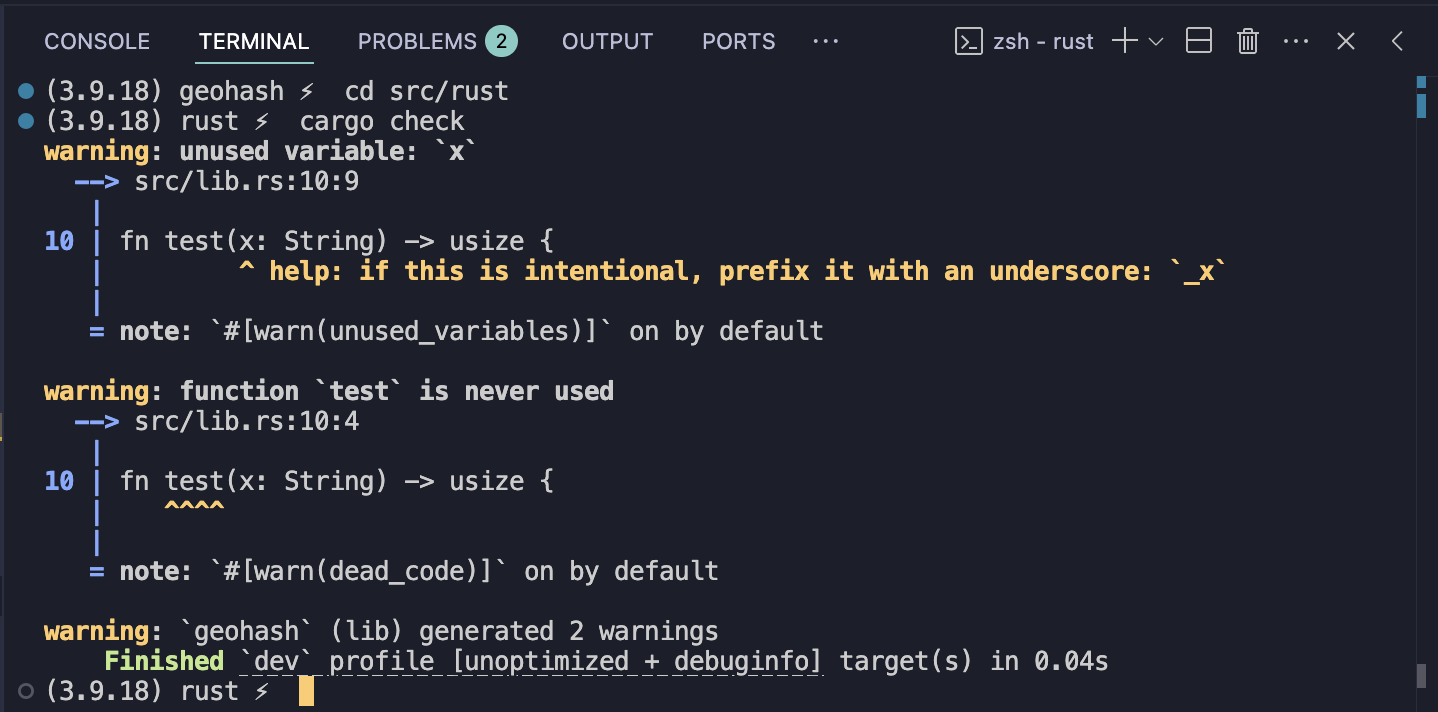 CONSOLE TERMINAL PROBLEMS 2 OUTPUT PORTS ··· zsh - rust
(3.9.18) geohash ⚡ cd src/rust
(3.9.18) rust ⚡ cargo check
warning: unused variable: `x`
  --> src/lib.rs:10:9
   |
10 | fn test(x: String) -> usize {
   |         ^ help: if this is intentional, prefix it with an underscore: `_x`
   |
   = note: `#[warn(unused_variables)]` on by default

warning: function `test` is never used
  --> src/lib.rs:10:4
   |
10 | fn test(x: String) -> usize {
   |    ^^^^
   |
   = note: `#[warn(dead_code)]` on by default

warning: `geohash` (lib) generated 2 warnings
    Finished `dev` profile [unoptimized + debuginfo] target(s) in 0.04s
(3.9.18) rust ⚡